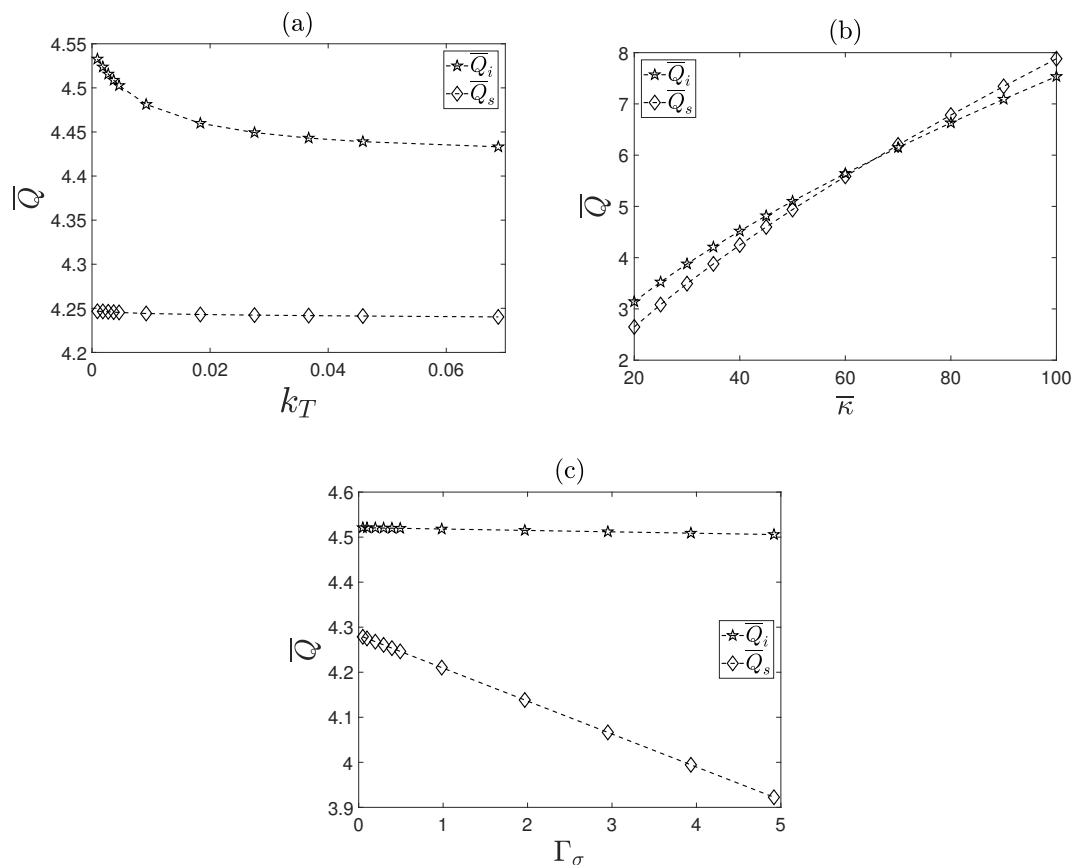 (a)
4.55
4.5
4.45
4.4
4.35
4.3
4.25
4.2
0 0.02 0.04 0.06
Q̅
k_T
Q̅_i
Q̅_s
(b)
8
7
6
5
4
3
2
20 40 60 80 100
Q̅
κ̅
Q̅_i
Q̅_s
(c)
4.6
4.5
4.4
4.3
4.2
4.1
4
3.9
0 1 2 3 4 5
Q̅
Γ_σ
Q̅_i
Q̅_s